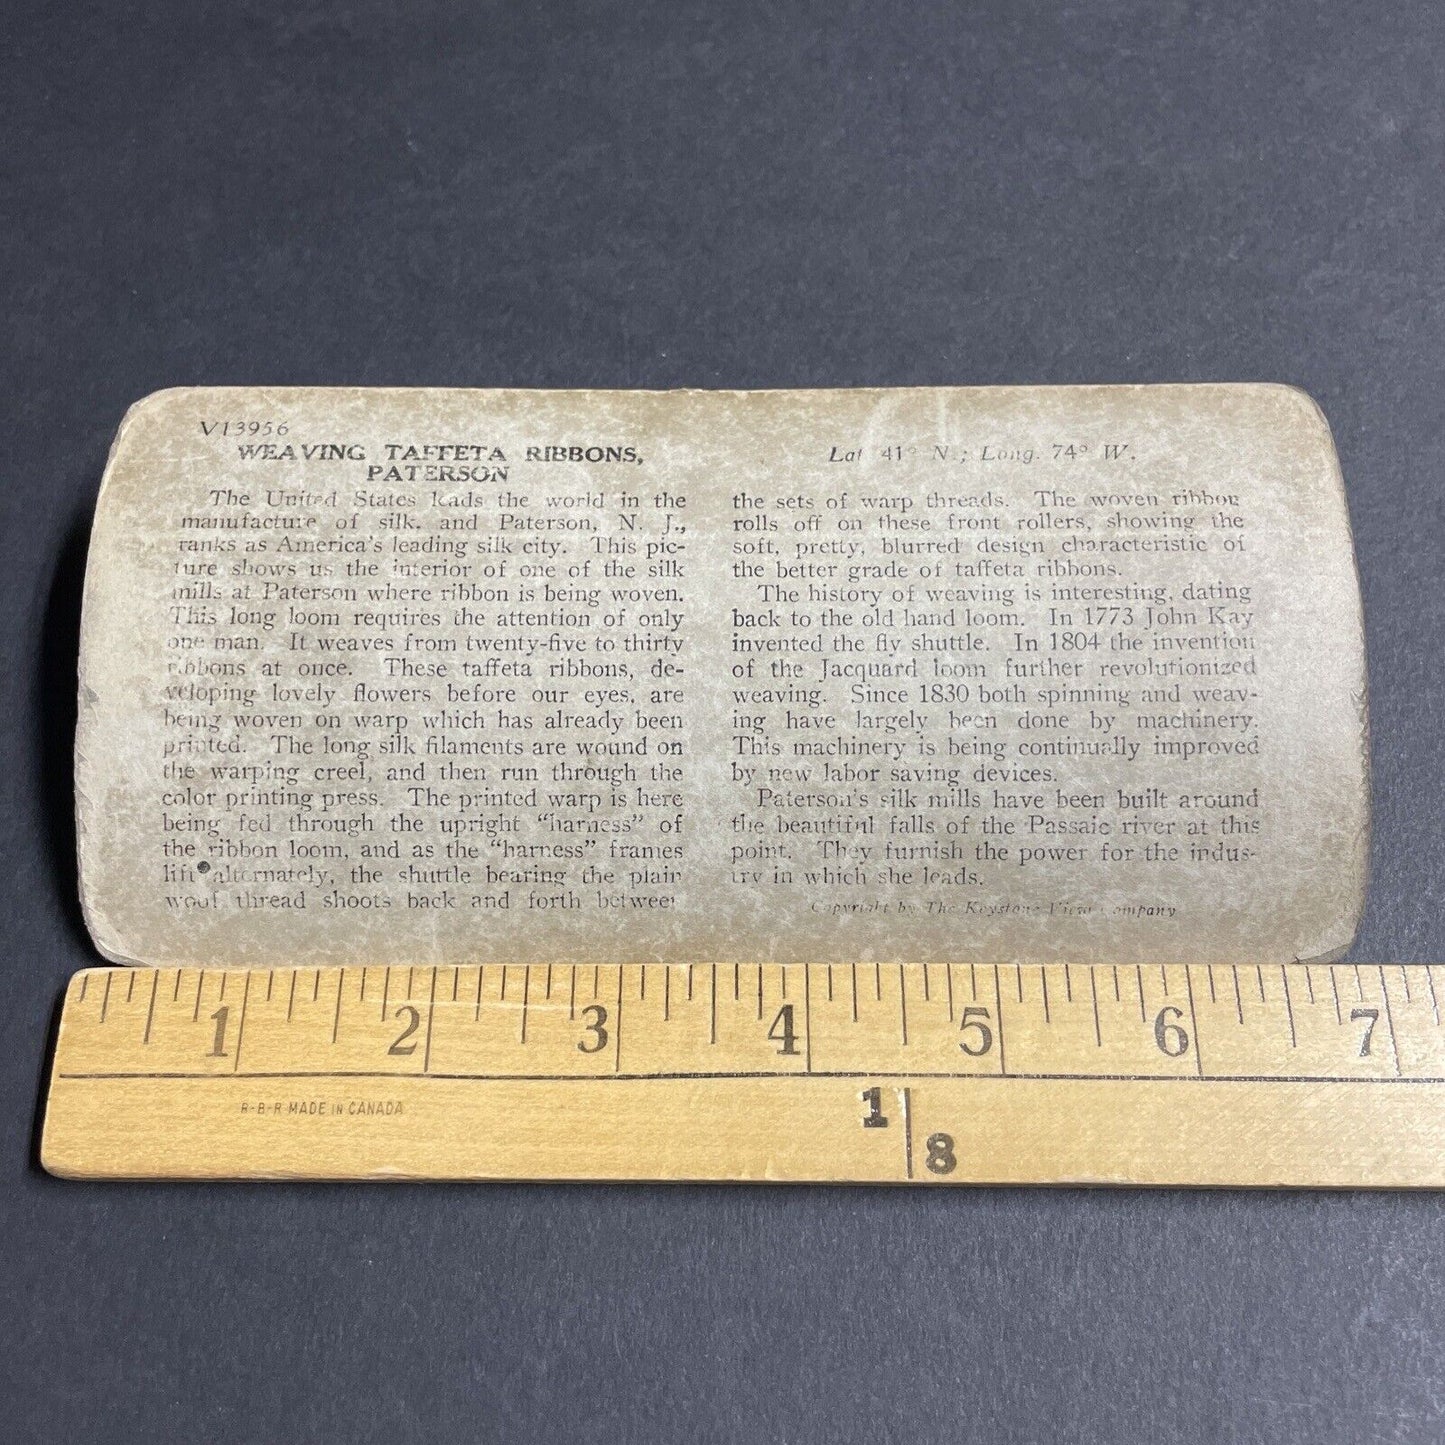 V13956
WEAVING TAFFETA RIBBONS,
PATERSON
The United States leads the world in the
manufacture of silk, and Paterson, N. J.,
ranks as America's leading silk city. This pic-
ture shows us the interior of one of the silk
mills at Paterson where ribbon is being woven.
This long loom requires the attention of only
one man. It weaves from twenty-five to thirty
ribbons at once. These taffeta ribbons, de-
veloping lovely flowers before our eyes, are
being woven on warp which has already been
printed. The long silk filaments are wound on
the warping creel, and then run through the
color printing press. The printed warp is here
being fed through the upright “harness” of
the ribbon loom, and as the “harness” frames
lift alternately, the shuttle bearing the plain
woof thread shoots back and forth between
Lat 41° N.; Long. 74° W.
the sets of warp threads. The woven ribbon
rolls off on these front rollers, showing the
soft, pretty, blurred design characteristic of
the better grade of taffeta ribbons.
The history of weaving is interesting, dating
back to the old hand loom. In 1773 John Kay
invented the fly shuttle. In 1804 the invention
of the Jacquard loom further revolutionized
weaving. Since 1830 both spinning and weav-
ing have largely been done by machinery.
This machinery is being continually improved
by new labor saving devices.
Paterson's silk mills have been built around
the beautiful falls of the Passaic river at this
point. They furnish the power for the indus-
try in which she leads.
Copyright by The Keystone View Company
1 2 3 4 5 6 7
R-B-R MADE IN CANADA
1
8